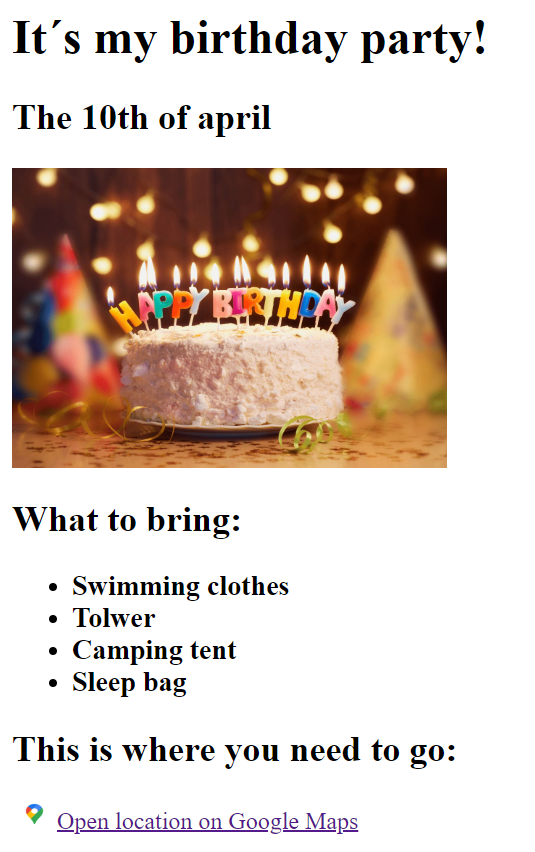 It´s my birthday party!
The 10th of april
HAPPY BIRTHDAY
What to bring:
Swimming clothes
Tolwer
Camping tent
Sleep bag
This is where you need to go:
Open location on Google Maps